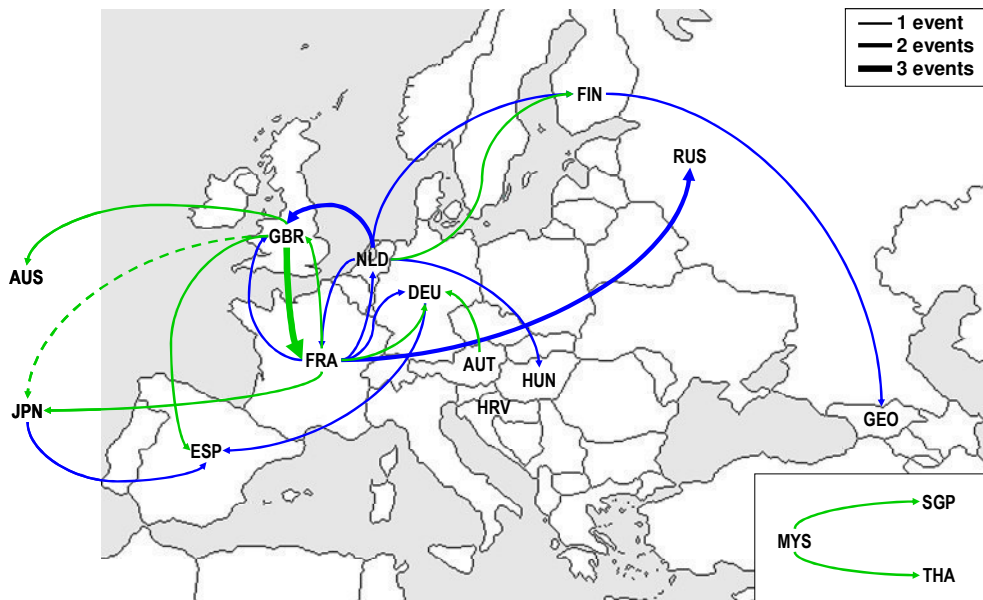 1 event
2 events
3 events
FIN
RUS
GBR
NLD
AUS
DEU
FRA
AUT
HUN
HRV
JPN
GEO
ESP
SGP
MYS
THA